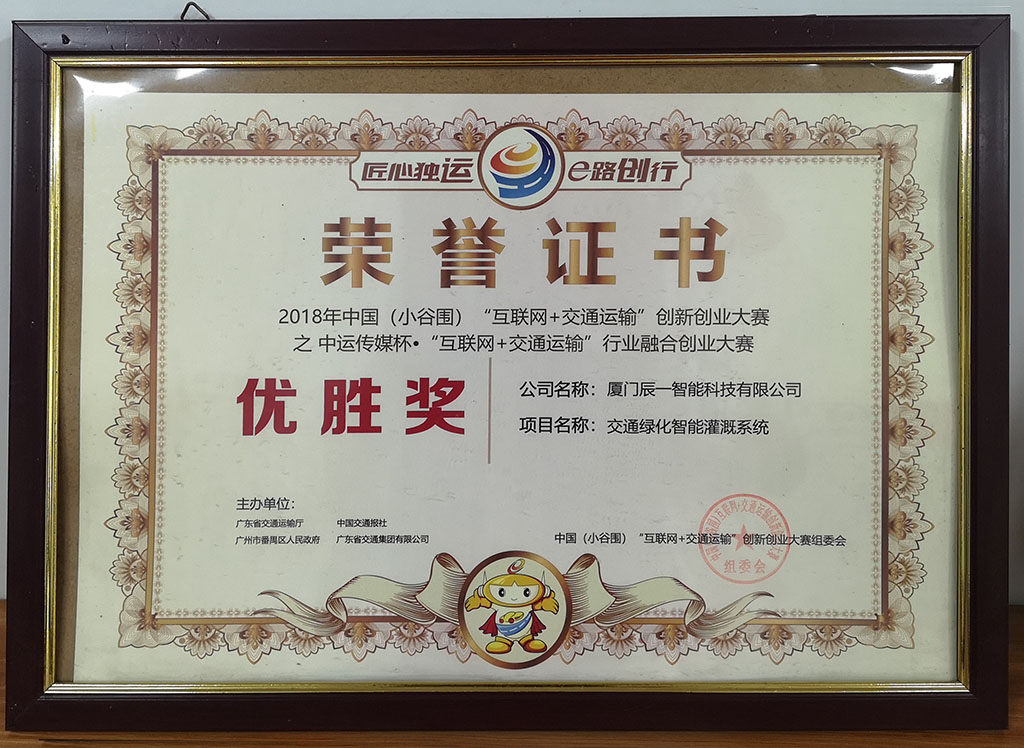 匠心独运 e路创行
荣誉证书
2018年中国（小谷围）“互联网+交通运输”创新创业大赛
之 中运传媒杯•“互联网+交通运输”行业融合创业大赛
优胜奖
公司名称：厦门辰一智能科技有限公司
项目名称：交通绿化智能灌溉系统
主办单位：
广东省交通运输厅 中国交通报社
广州市番禺区人民政府 广东省交通集团有限公司
中国（小谷围）“互联网+交通运输”创新创业大赛组委会
组委会